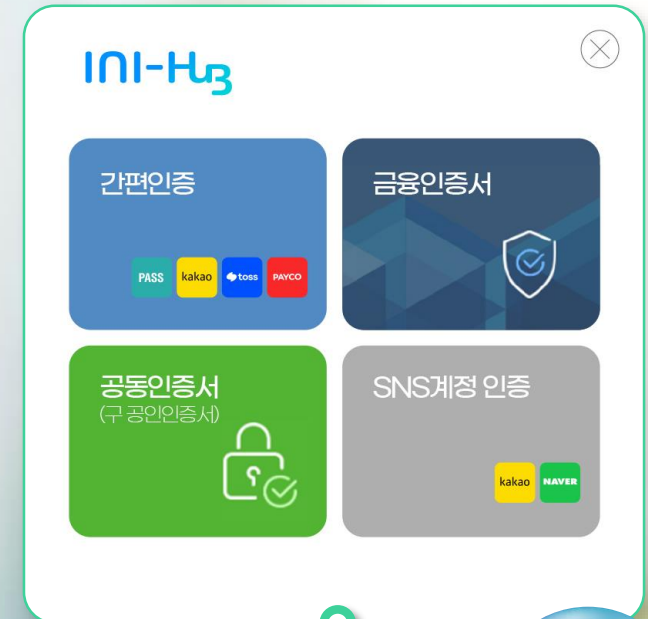 INI-HUB
간편인증
PASS kakao toss PAYCO
금융인증서
공동인증서
(구 공인인증서)
SNS계정 인증
kakao NAVER